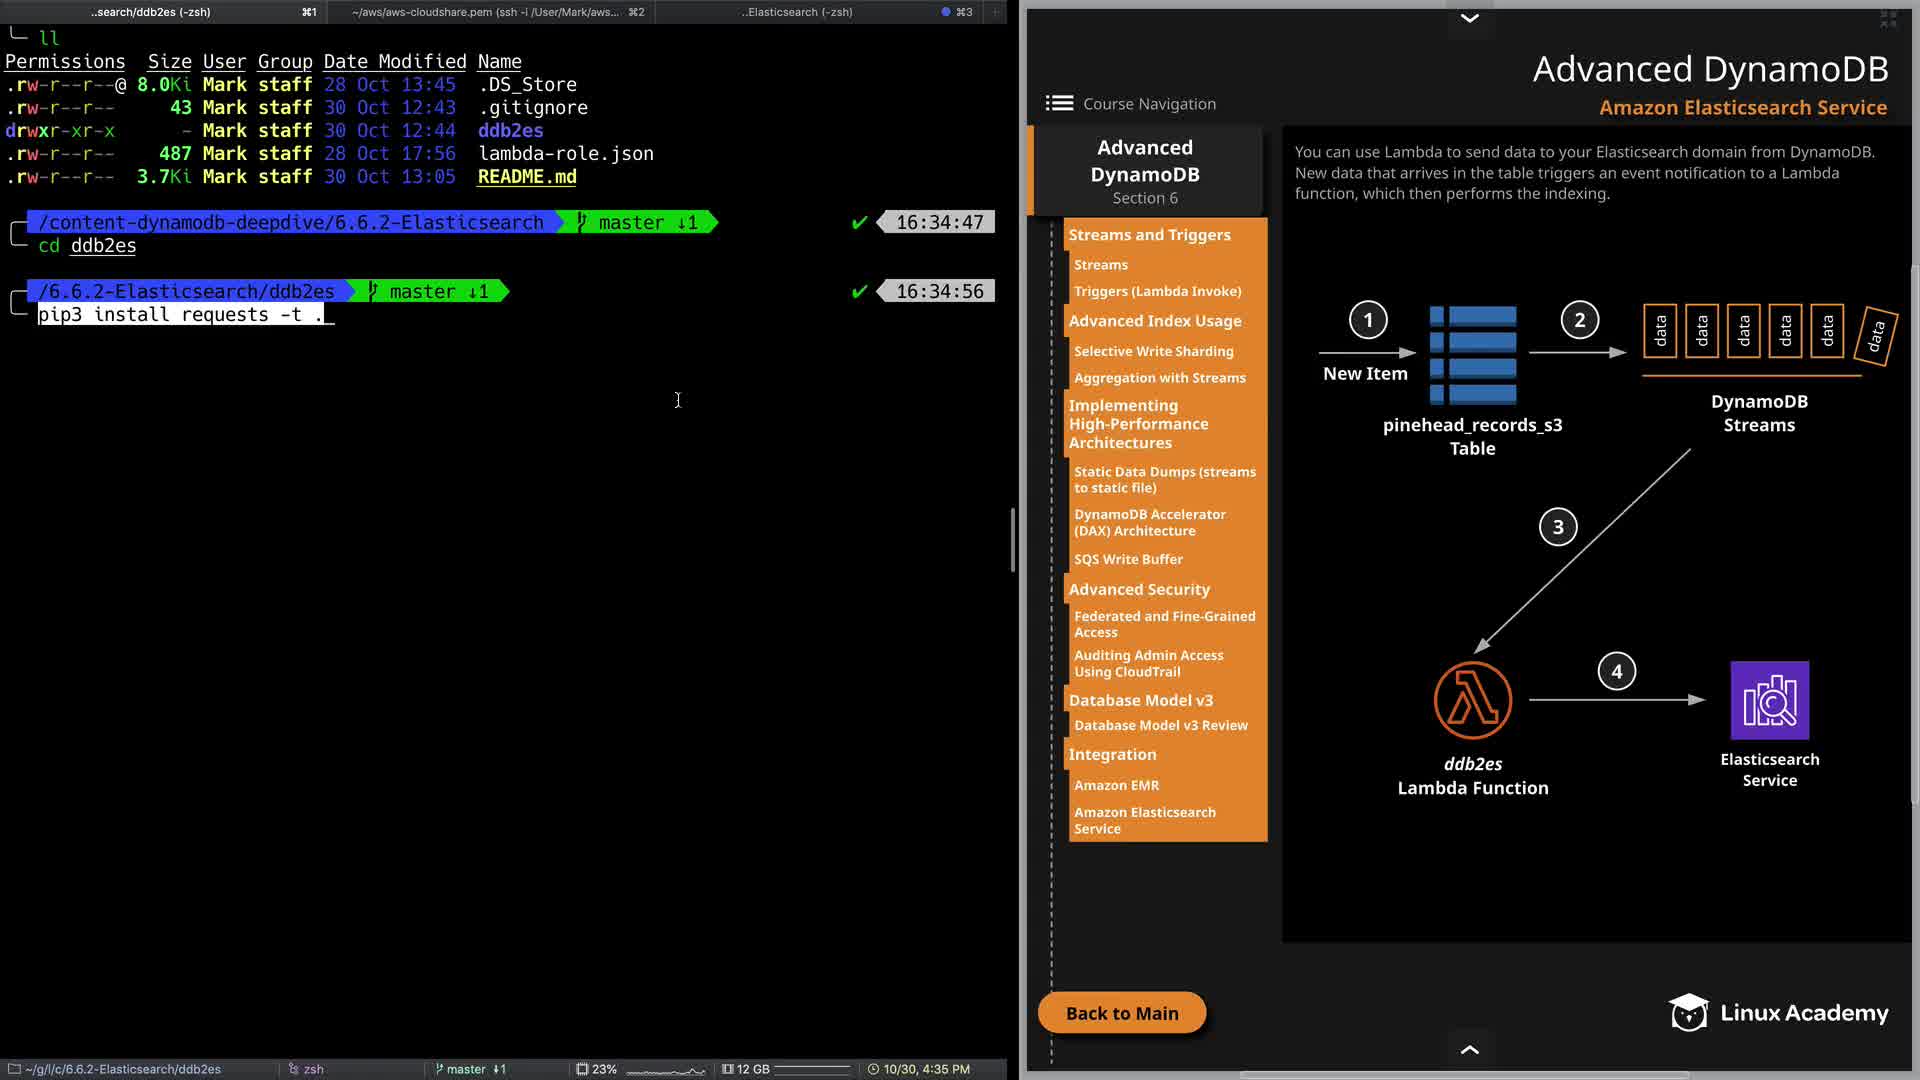 ..search/ddb2es (-zsh) ⌘1
~/aws/aws-cloudshare.pem (ssh -i /User/Mark/aws... ⌘2
..Elasticsearch (-zsh) ⌘3
ll
Permissions Size User Group Date Modified Name
.rw-r--r--@ 8.0Ki Mark staff 28 Oct 13:45 .DS_Store
.rw-r--r-- 43 Mark staff 30 Oct 12:43 .gitignore
drwxr-xr-x - Mark staff 30 Oct 12:44 ddb2es
.rw-r--r-- 487 Mark staff 28 Oct 17:56 lambda-role.json
.rw-r--r-- 3.7Ki Mark staff 30 Oct 13:05 README.md
/content-dynamodb-deepdive/6.6.2-Elasticsearch master ↓1 ✔ 16:34:47
cd ddb2es
/6.6.2-Elasticsearch/ddb2es master ↓1 ✔ 16:34:56
pip3 install requests -t .
~/g/l/c/6.6.2-Elasticsearch/ddb2es zsh master ↓1 23% 12 GB 10/30, 4:35 PM
Advanced DynamoDB
Amazon Elasticsearch Service
Course Navigation
Advanced
DynamoDB
Section 6
Streams and Triggers
Streams
Triggers (Lambda Invoke)
Advanced Index Usage
Selective Write Sharding
Aggregation with Streams
Implementing
High-Performance
Architectures
Static Data Dumps (streams
to static file)
DynamoDB Accelerator
(DAX) Architecture
SQS Write Buffer
Advanced Security
Federated and Fine-Grained
Access
Auditing Admin Access
Using CloudTrail
Database Model v3
Database Model v3 Review
Integration
Amazon EMR
Amazon Elasticsearch
Service
Back to Main
You can use Lambda to send data to your Elasticsearch domain from DynamoDB.
New data that arrives in the table triggers an event notification to a Lambda
function, which then performs the indexing.
1
New Item
pinehead_records_s3
Table
2
data data data data data data
DynamoDB
Streams
3
ddb2es
Lambda Function
4
Elasticsearch
Service
Linux Academy